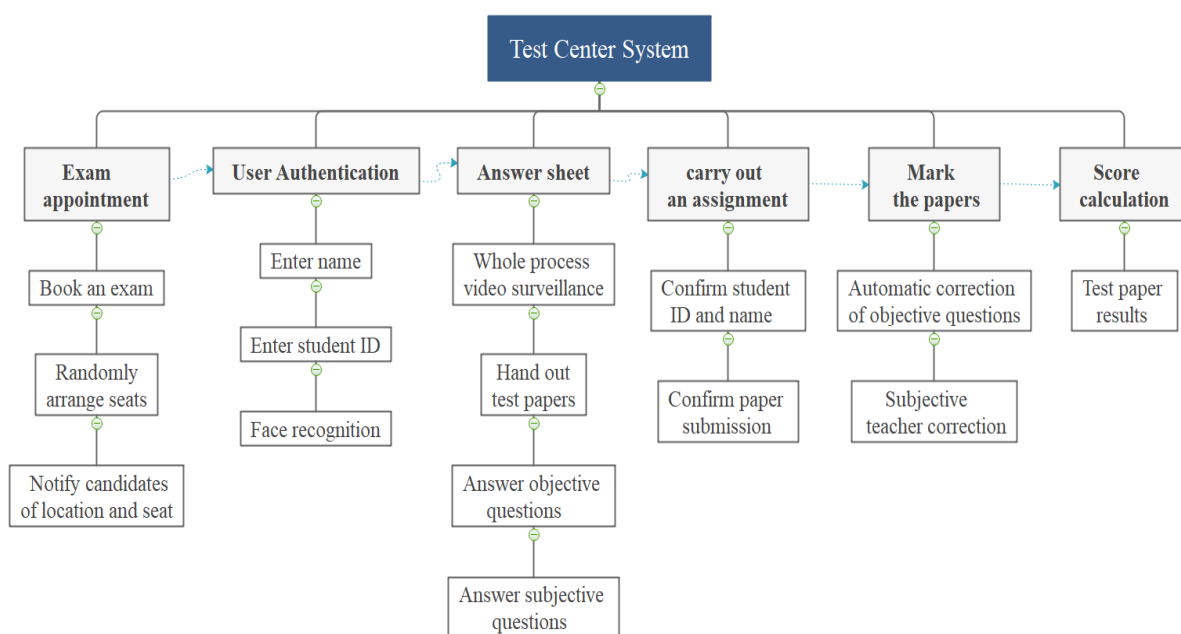 Test Center System
Exam
appointment
User Authentication
Answer sheet
carry out
an assignment
Mark
the papers
Score
calculation
Book an exam
Randomly
arrange seats
Notify candidates
of location and seat
Enter name
Enter student ID
Face recognition
Whole process
video surveillance
Hand out
test papers
Answer objective
questions
Answer subjective
questions
Confirm student
ID and name
Confirm paper
submission
Automatic correction
of objective questions
Subjective
teacher correction
Test paper
results